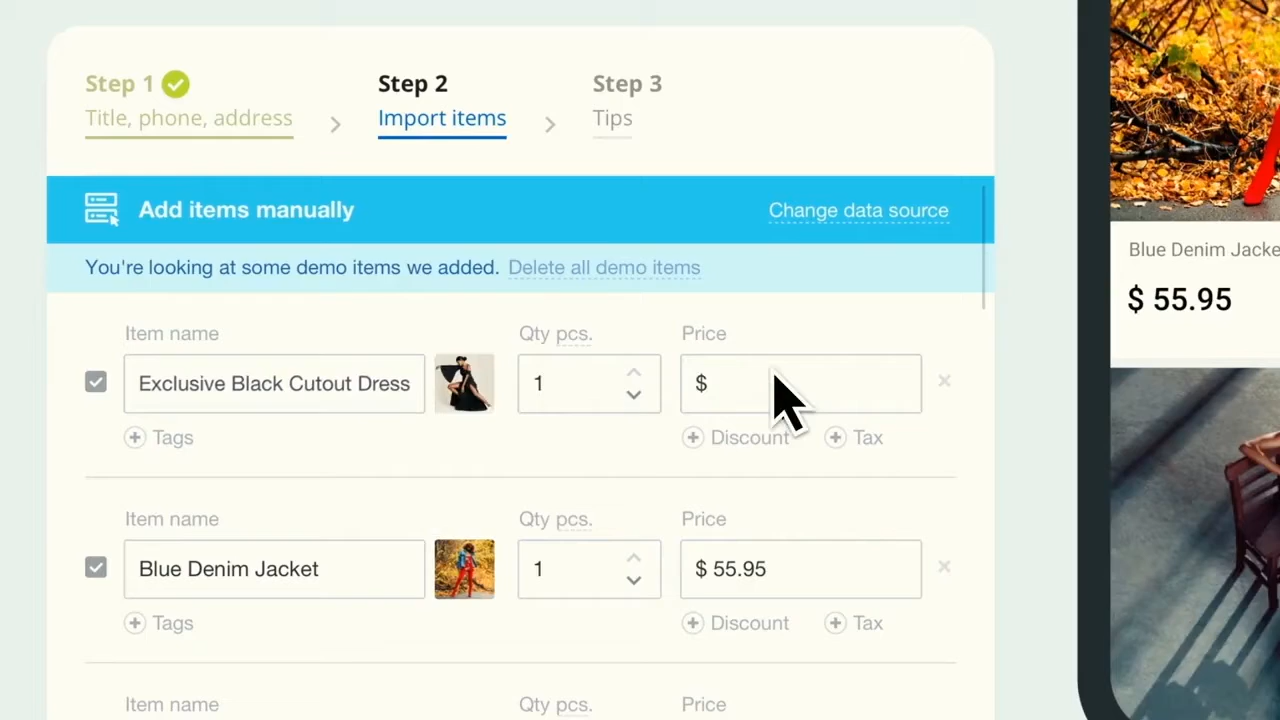 Step 1
Title, phone, address
Step 2
Import items
Step 3
Tips
Add items manually
Change data source
You're looking at some demo items we added. Delete all demo items
Item name
Qty pcs.
Price
Exclusive Black Cutout Dress
1
$
Tags
Discount
Tax
Item name
Qty pcs.
Price
Blue Denim Jacket
1
$ 55.95
Tags
Discount
Tax
Item name
Qty pcs.
Price
Blue Denim Jacke
$ 55.95